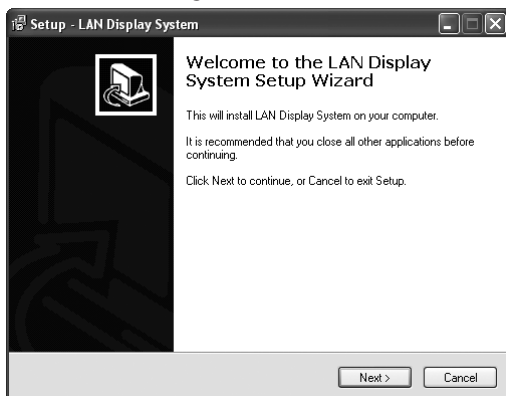 Setup - LAN Display System
Welcome to the LAN Display
System Setup Wizard
This will install LAN Display System on your computer.
It is recommended that you close all other applications before
continuing.
Click Next to continue, or Cancel to exit Setup.
Next >
Cancel